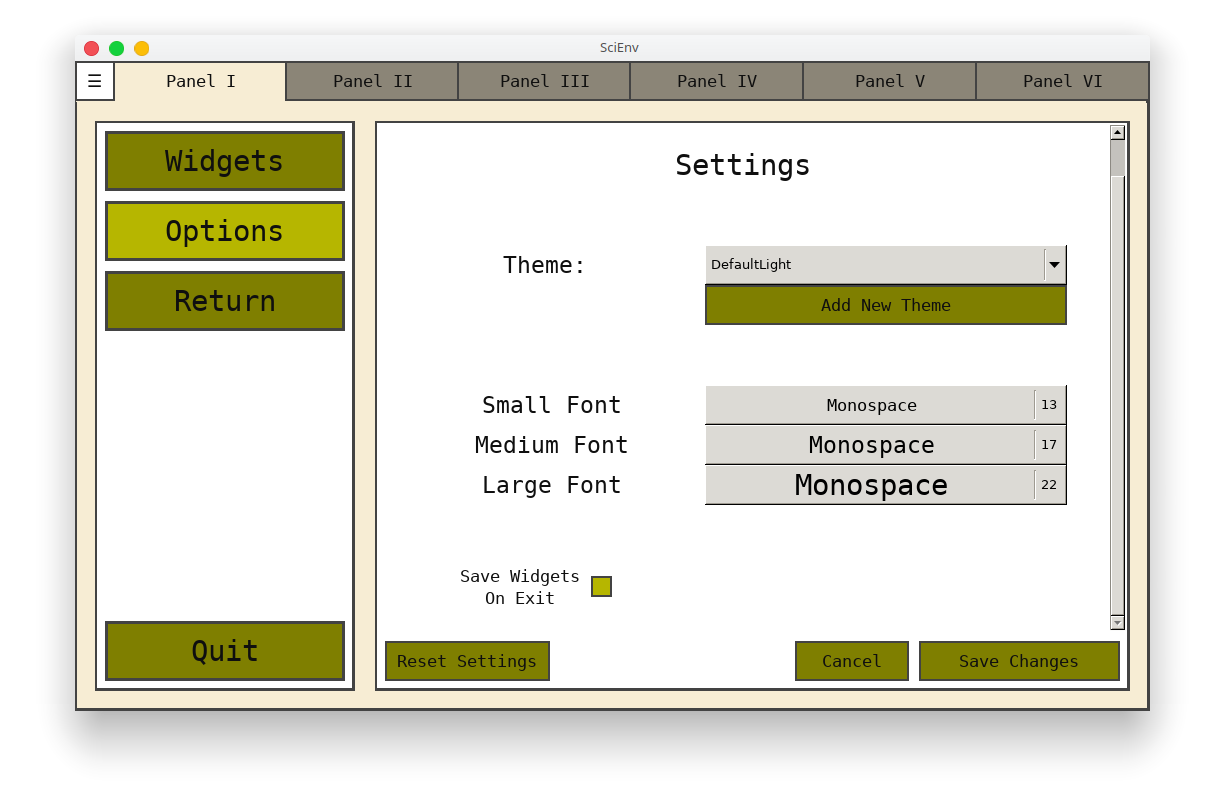 SciEnv
☰ Panel I Panel II Panel III Panel IV Panel V Panel VI
Widgets
Options
Return
Quit
Settings
Theme: DefaultLight
Add New Theme
Small Font Monospace 13
Medium Font Monospace 17
Large Font Monospace 22
Save Widgets
On Exit
Reset Settings Cancel Save Changes